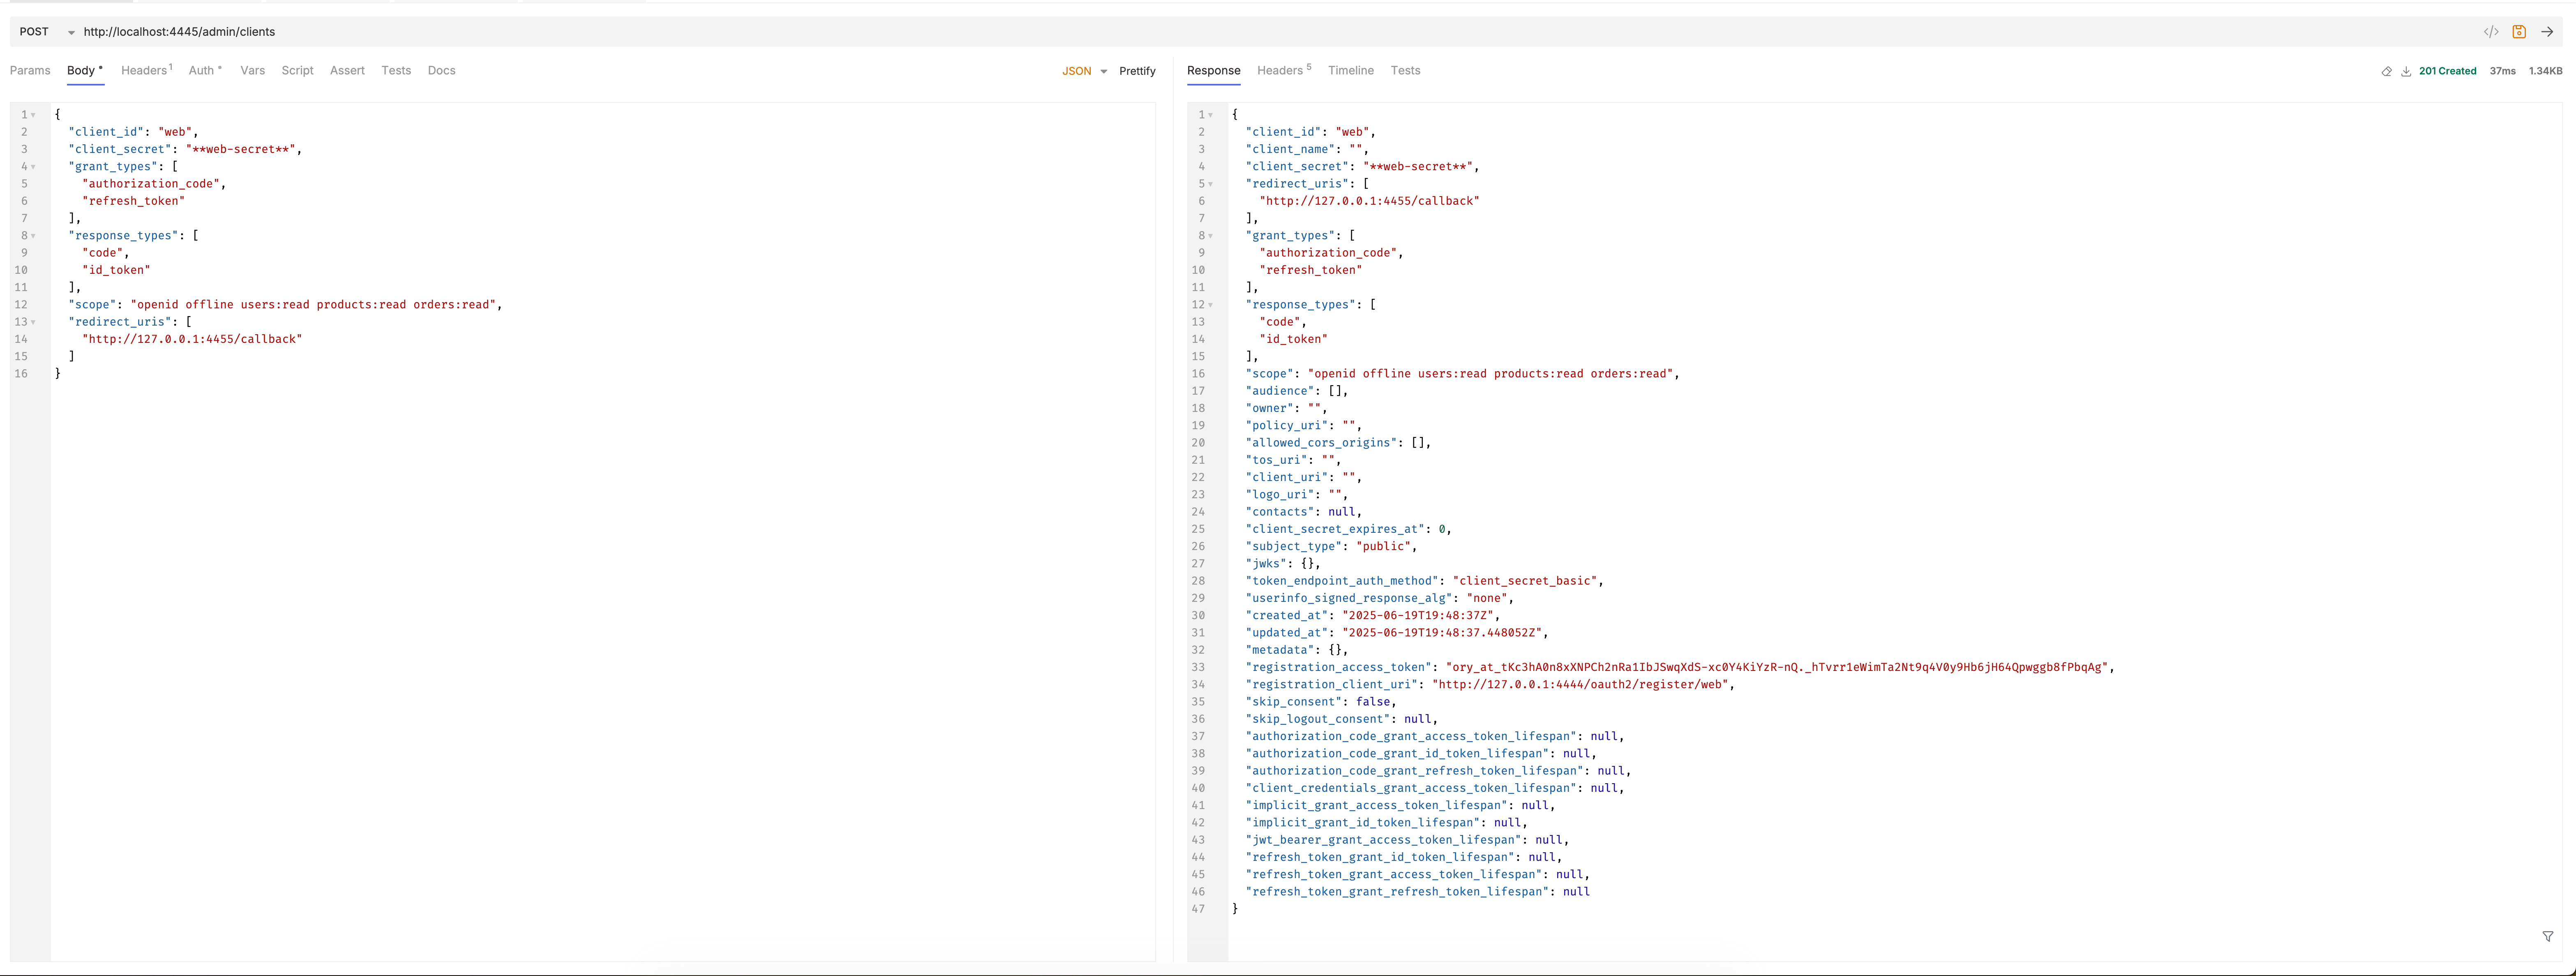 POST http://localhost:4445/admin/clients
Params Body * Headers 1 Auth * Vars Script Assert Tests Docs JSON Prettify
1 {
2 "client_id": "web",
3 "client_secret": "**web-secret**",
4 "grant_types": [
5 "authorization_code",
6 "refresh_token"
7 ],
8 "response_types": [
9 "code",
10 "id_token"
11 ],
12 "scope": "openid offline users:read products:read orders:read",
13 "redirect_uris": [
14 "http://127.0.0.1:4455/callback"
15 ]
16 }
Response Headers 5 Timeline Tests 201 Created 37ms 1.34KB
1 {
2 "client_id": "web",
3 "client_name": "",
4 "client_secret": "**web-secret**",
5 "redirect_uris": [
6 "http://127.0.0.1:4455/callback"
7 ],
8 "grant_types": [
9 "authorization_code",
10 "refresh_token"
11 ],
12 "response_types": [
13 "code",
14 "id_token"
15 ],
16 "scope": "openid offline users:read products:read orders:read",
17 "audience": [],
18 "owner": "",
19 "policy_uri": "",
20 "allowed_cors_origins": [],
21 "tos_uri": "",
22 "client_uri": "",
23 "logo_uri": "",
24 "contacts": null,
25 "client_secret_expires_at": 0,
26 "subject_type": "public",
27 "jwks": {},
28 "token_endpoint_auth_method": "client_secret_basic",
29 "userinfo_signed_response_alg": "none",
30 "created_at": "2025-06-19T19:48:37Z",
31 "updated_at": "2025-06-19T19:48:37.448052Z",
32 "metadata": {},
33 "registration_access_token": "ory_at_tKc3hA0n8xXNPCh2nRa1IbJSwqXdS-xc0Y4KiYzR-nQ._hTvrr1eWimTa2Nt9q4V0y9Hb6jH64Qpwggb8fPbqAg",
34 "registration_client_uri": "http://127.0.0.1:4444/oauth2/register/web",
35 "skip_consent": false,
36 "skip_logout_consent": null,
37 "authorization_code_grant_access_token_lifespan": null,
38 "authorization_code_grant_id_token_lifespan": null,
39 "authorization_code_grant_refresh_token_lifespan": null,
40 "client_credentials_grant_access_token_lifespan": null,
41 "implicit_grant_access_token_lifespan": null,
42 "implicit_grant_id_token_lifespan": null,
43 "jwt_bearer_grant_access_token_lifespan": null,
44 "refresh_token_grant_id_token_lifespan": null,
45 "refresh_token_grant_access_token_lifespan": null,
46 "refresh_token_grant_refresh_token_lifespan": null
47 }